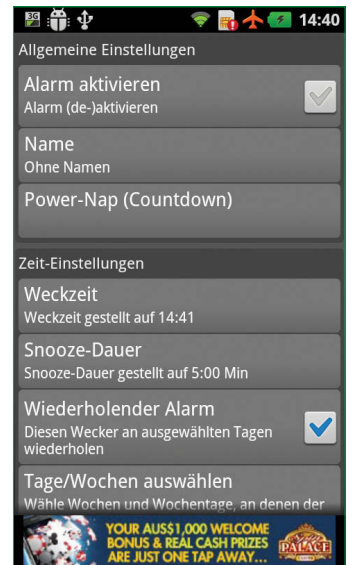 3G
14:40
Allgemeine Einstellungen
Alarm aktivieren
Alarm (de-)aktivieren
Name
Ohne Namen
Power-Nap (Countdown)
Zeit-Einstellungen
Weckzeit
Weckzeit gestellt auf 14:41
Snooze-Dauer
Snooze-Dauer gestellt auf 5:00 Min
Wiederholender Alarm
Diesen Wecker an ausgewählten Tagen
wiederholen
Tage/Wochen auswählen
Wähle Wochen und Wochentage, an denen der
YOUR AUS$1,000 WELCOME
BONUS & REAL CASH PRIZES
ARE JUST ONE TAP AWAY...
PALACE